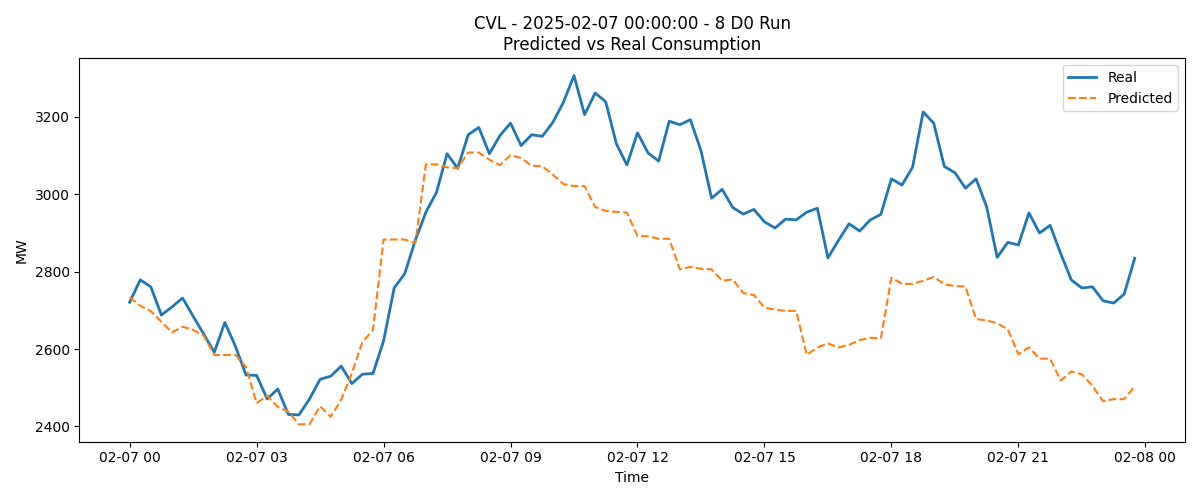 CVL - 2025-02-07 00:00:00 - 8 D0 Run
Predicted vs Real Consumption
Real
Predicted
MW
3200
3000
2800
2600
2400
02-07 00
02-07 03
02-07 06
02-07 09
02-07 12
02-07 15
02-07 18
02-07 21
02-08 00
Time